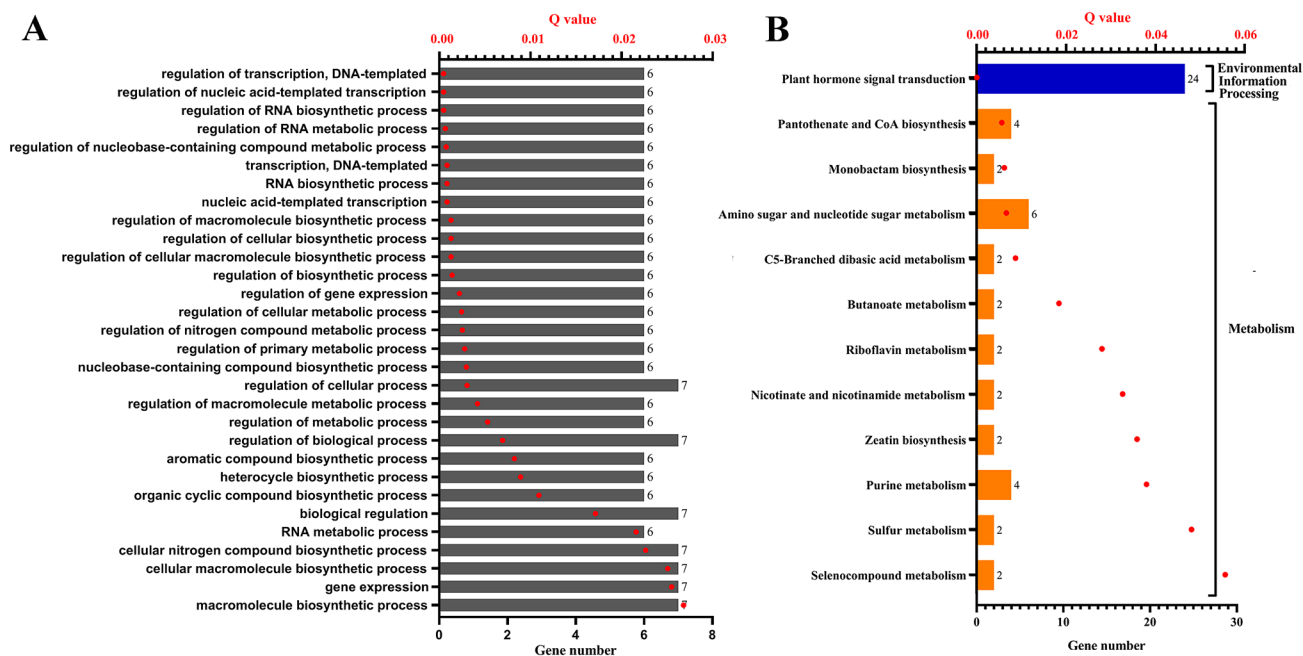 A
Q value
0.00 0.01 0.02 0.03
regulation of transcription, DNA-templated 6
regulation of nucleic acid-templated transcription 6
regulation of RNA biosynthetic process 6
regulation of RNA metabolic process 6
regulation of nucleobase-containing compound metabolic process 6
transcription, DNA-templated 6
RNA biosynthetic process 6
nucleic acid-templated transcription 6
regulation of macromolecule biosynthetic process 6
regulation of cellular biosynthetic process 6
regulation of cellular macromolecule biosynthetic process 6
regulation of biosynthetic process 6
regulation of gene expression 6
regulation of cellular metabolic process 6
regulation of nitrogen compound metabolic process 6
regulation of primary metabolic process 6
nucleobase-containing compound biosynthetic process 6
regulation of cellular process 7
regulation of macromolecule metabolic process 6
regulation of metabolic process 6
regulation of biological process 7
aromatic compound biosynthetic process 6
heterocycle biosynthetic process 6
organic cyclic compound biosynthetic process 6
biological regulation 7
RNA metabolic process 6
cellular nitrogen compound biosynthetic process 7
cellular macromolecule biosynthetic process 7
gene expression 7
macromolecule biosynthetic process 7
0 2 4 6 8
Gene number
B
Q value
0.00 0.02 0.04 0.06
Plant hormone signal transduction 24
Environmental
Information
Processing
Pantothenate and CoA biosynthesis 4
Monobactam biosynthesis 2
Amino sugar and nucleotide sugar metabolism 6
C5-Branched dibasic acid metabolism 2
Butanoate metabolism 2
Metabolism
Riboflavin metabolism 2
Nicotinate and nicotinamide metabolism 2
Zeatin biosynthesis 2
Purine metabolism 4
Sulfur metabolism 2
Selenocompound metabolism 2
0 10 20 30
Gene number